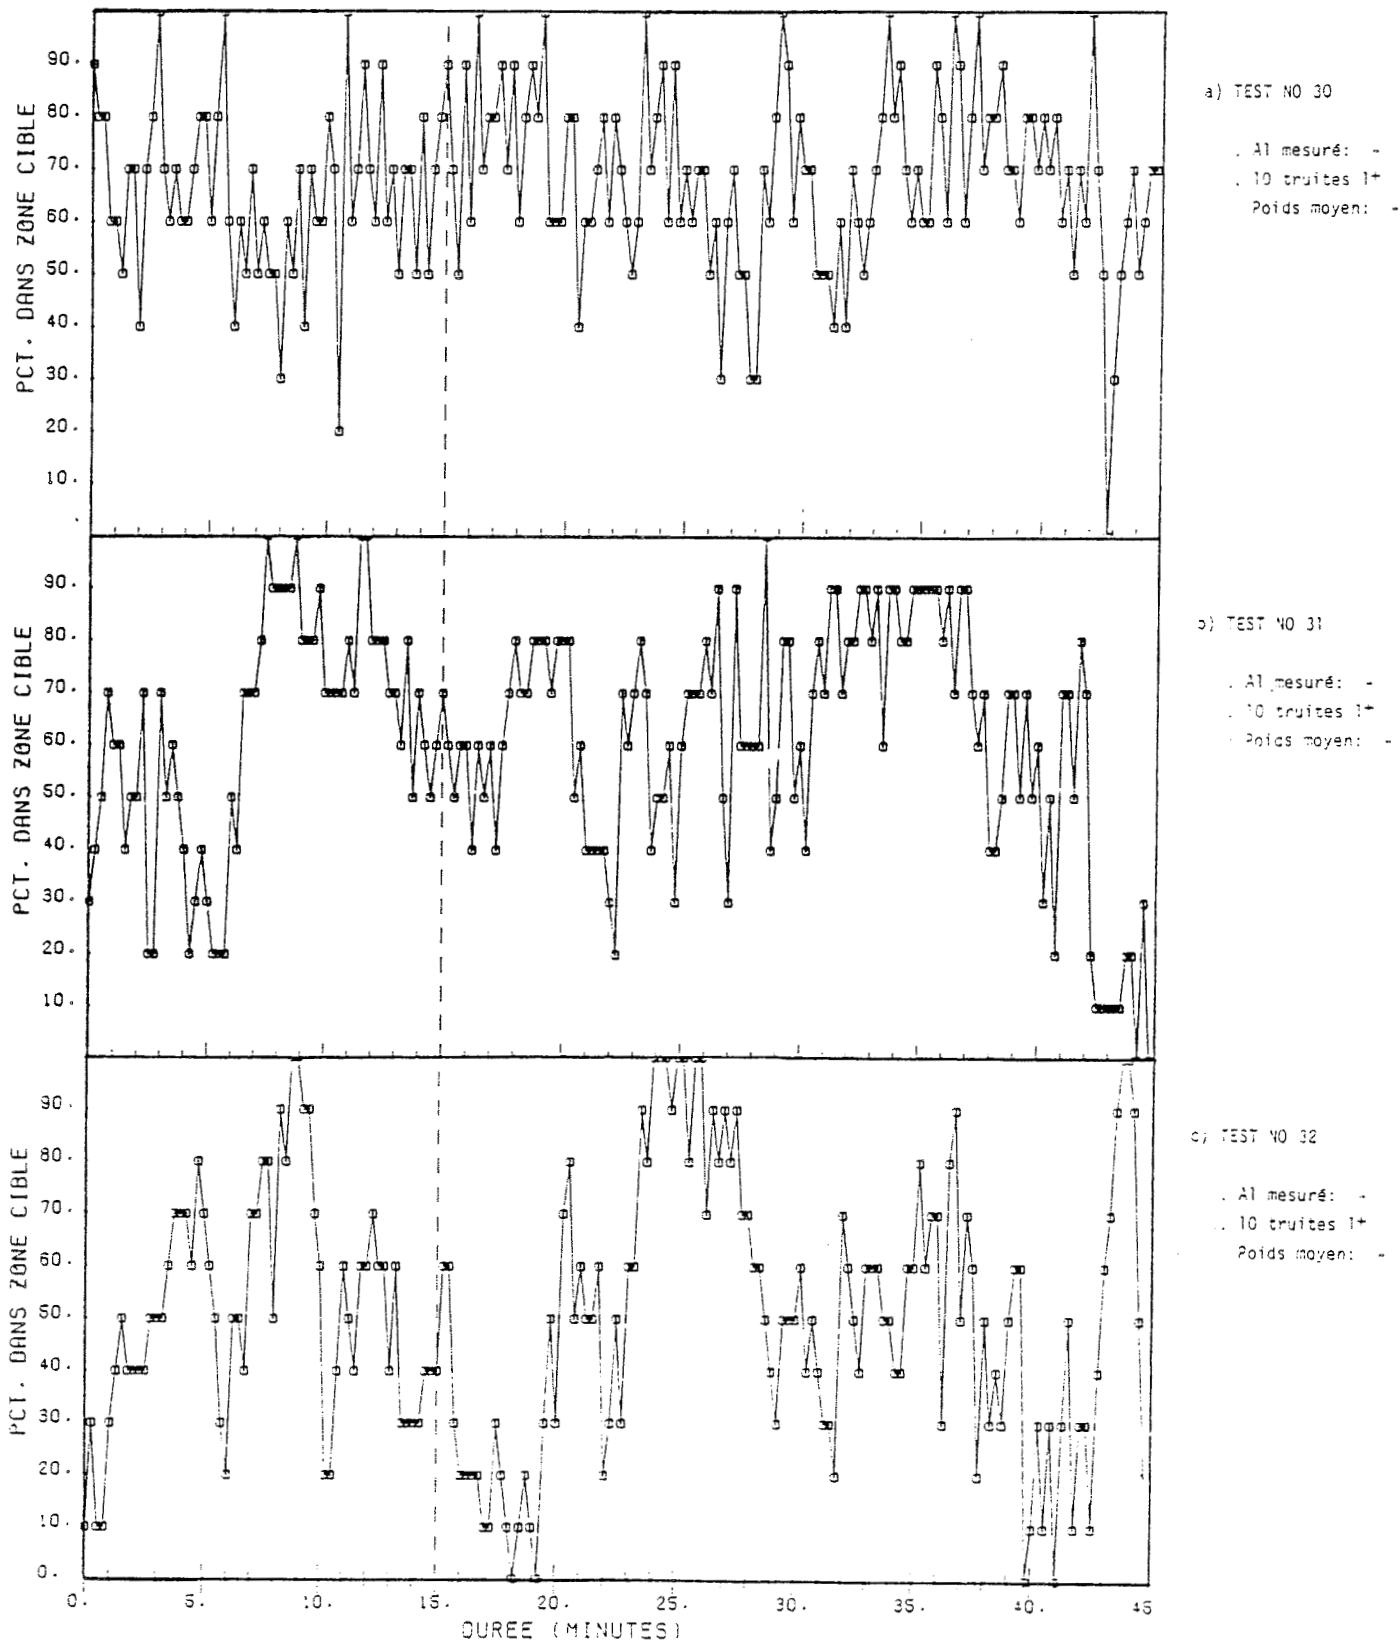 PCT. DANS ZONE CIBLE
90.
80.
70.
60.
50.
40.
30.
20.
10.
a) TEST NO 30
. Al mesuré: -
. 10 truites 1+
Poids moyen: -
PCT. DANS ZONE CIBLE
90.
80.
70.
60.
50.
40.
30.
20.
10.
b) TEST NO 31
. Al mesuré: -
. 10 truites 1+
Poids moyen: -
PCT. DANS ZONE CIBLE
90.
80.
70.
60.
50.
40.
30.
20.
10.
0.
c) TEST NO 32
. Al mesuré: -
. 10 truites 1+
Poids moyen: -
0. 5. 10. 15. 20. 25. 30. 35. 40. 45
DUREE (MINUTES)